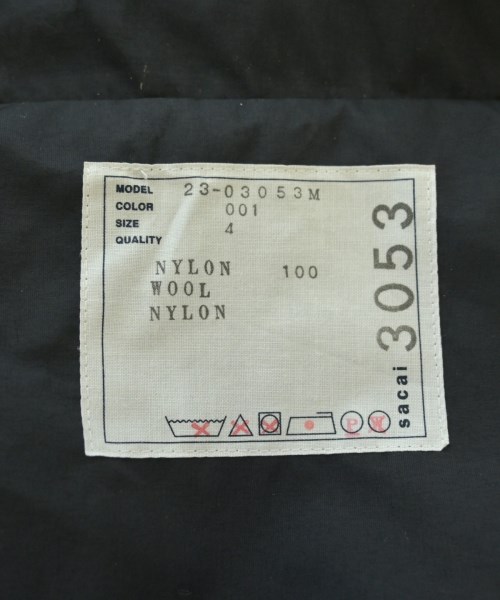 MODEL 23-03053M
COLOR 001
SIZE 4
QUALITY
NYLON 100
WOOL
NYLON
sacai 3053
P W